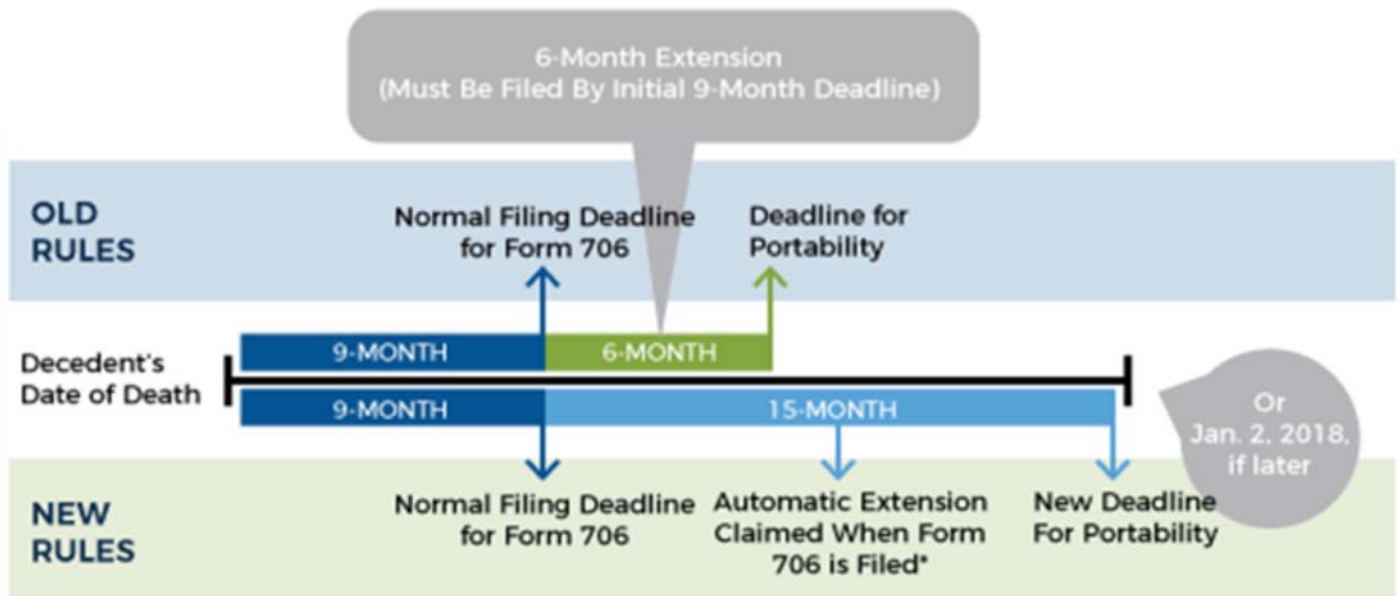 6-Month Extension
(Must Be Filed By Initial 9-Month Deadline)
OLD
RULES
Normal Filing Deadline
for Form 706
Deadline for
Portability
Decedent's
Date of Death
9-MONTH
6-MONTH
9-MONTH
15-MONTH
Or
Jan. 2, 2018,
if later
NEW
RULES
Normal Filing Deadline
for Form 706
Automatic Extension
Claimed When Form
706 is Filed*
New Deadline
For Portability